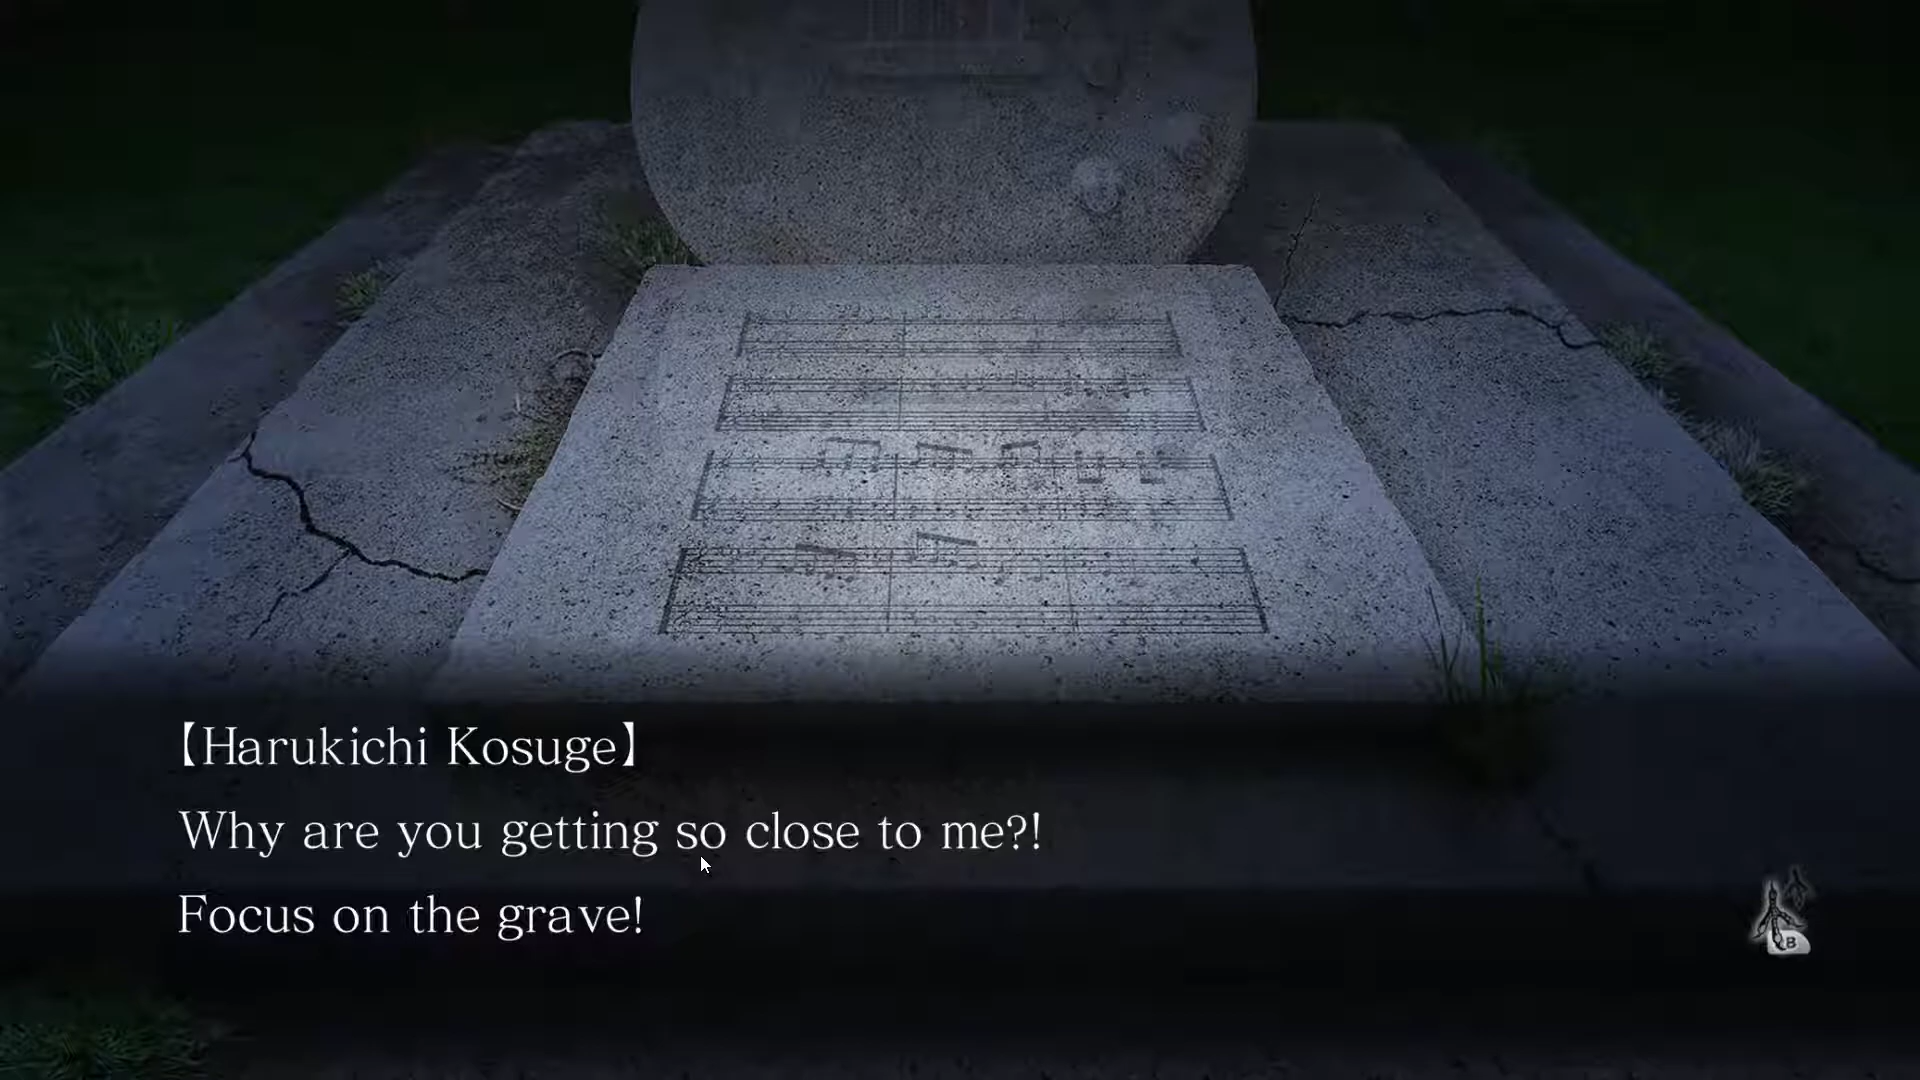 【Harukichi Kosuge】
Why are you getting so close to me?!
Focus on the grave!
B